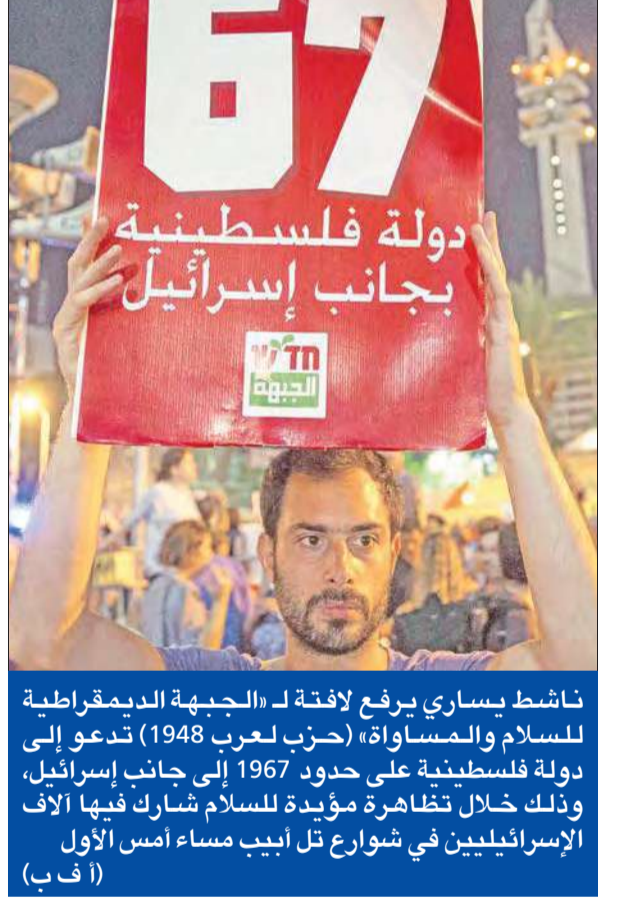 67
دولة فلسطينية
بجانب إسرائيل
חד״ש
الجبهة
ناشط يساري يرفع لافتة لـ «الجبهة الديمقراطية
للسلام والمساواة» (حزب لعرب 1948) تدعو إلى
دولة فلسطينية على حدود 1967 إلى جانب إسرائيل،
وذلك خلال تظاهرة مؤيدة للسلام شارك فيها آلاف
الإسرائيليين في شوارع تل أبيب مساء أمس الأول
(أ ف ب)